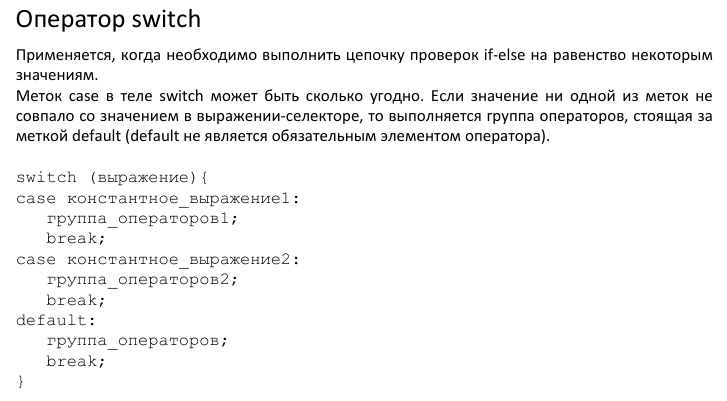 Оператор switch
Применяется, когда необходимо выполнить цепочку проверок if-else на равенство некоторым
значениям.
Меток case в теле switch может быть сколько угодно. Если значение ни одной из меток не
совпало со значением в выражении-селекторе, то выполняется группа операторов, стоящая за
меткой default (default не является обязательным элементом оператора).
switch (выражение){
case константное_выражение1:
   группа_операторов1;
   break;
case константное_выражение2:
   группа_операторов2;
   break;
default:
   группа_операторов;
   break;
}